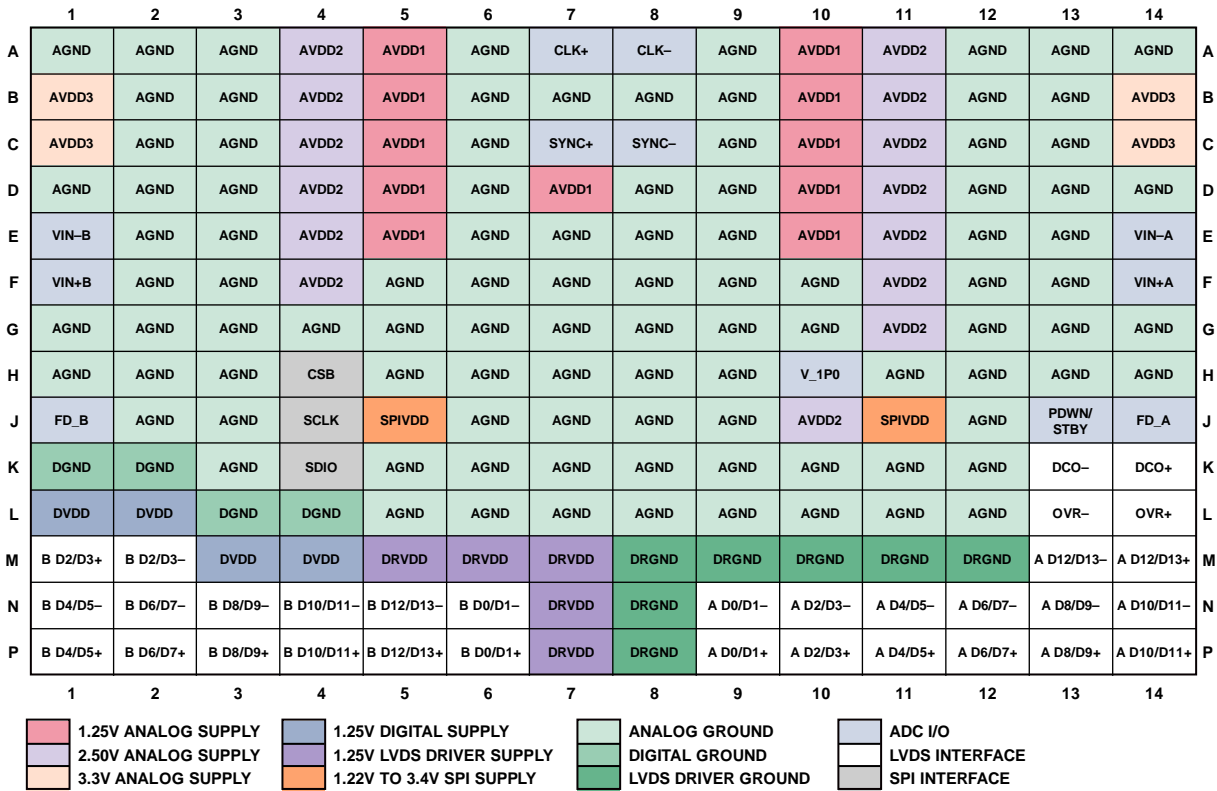 1 2 3 4 5 6 7 8 9 10 11 12 13 14
A AGND AGND AGND AVDD2 AVDD1 AGND CLK+ CLK– AGND AVDD1 AVDD2 AGND AGND AGND A
B AVDD3 AGND AGND AVDD2 AVDD1 AGND AGND AGND AGND AVDD1 AVDD2 AGND AGND AVDD3 B
C AVDD3 AGND AGND AVDD2 AVDD1 AGND SYNC+ SYNC– AGND AVDD1 AVDD2 AGND AGND AVDD3 C
D AGND AGND AGND AVDD2 AVDD1 AGND AVDD1 AGND AGND AVDD1 AVDD2 AGND AGND AGND D
E VIN–B AGND AGND AVDD2 AVDD1 AGND AGND AGND AGND AVDD1 AVDD2 AGND AGND VIN–A E
F VIN+B AGND AGND AVDD2 AGND AGND AGND AGND AGND AGND AVDD2 AGND AGND VIN+A F
G AGND AGND AGND AGND AGND AGND AGND AGND AGND AGND AVDD2 AGND AGND AGND G
H AGND AGND AGND CSB AGND AGND AGND AGND AGND V_1P0 AGND AGND AGND AGND H
J FD_B AGND AGND SCLK SPIVDD AGND AGND AGND AGND AVDD2 SPIVDD AGND PDWN/
STBY FD_A J
K DGND DGND AGND SDIO AGND AGND AGND AGND AGND AGND AGND AGND DCO– DCO+ K
L DVDD DVDD DGND DGND AGND AGND AGND AGND AGND AGND AGND AGND OVR– OVR+ L
M B D2/D3+ B D2/D3– DVDD DVDD DRVDD DRVDD DRVDD DRGND DRGND DRGND DRGND DRGND A D12/D13– A D12/D13+ M
N B D4/D5– B D6/D7– B D8/D9– B D10/D11– B D12/D13– B D0/D1– DRVDD DRGND A D0/D1– A D2/D3– A D4/D5– A D6/D7– A D8/D9– A D10/D11– N
P B D4/D5+ B D6/D7+ B D8/D9+ B D10/D11+ B D12/D13+ B D0/D1+ DRVDD DRGND A D0/D1+ A D2/D3+ A D4/D5+ A D6/D7+ A D8/D9+ A D10/D11+ P
1 2 3 4 5 6 7 8 9 10 11 12 13 14
1.25V ANALOG SUPPLY 1.25V DIGITAL SUPPLY ANALOG GROUND ADC I/O
2.50V ANALOG SUPPLY 1.25V LVDS DRIVER SUPPLY DIGITAL GROUND LVDS INTERFACE
3.3V ANALOG SUPPLY 1.22V TO 3.4V SPI SUPPLY LVDS DRIVER GROUND SPI INTERFACE